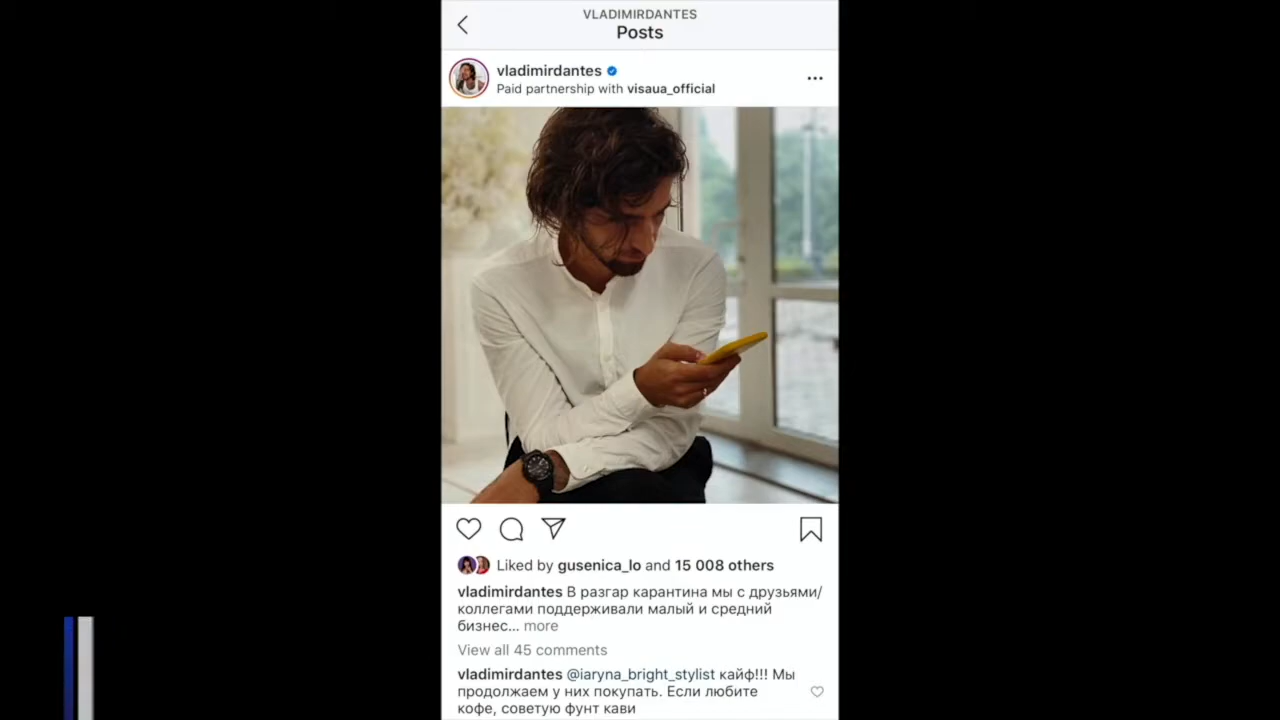 VLADIMIRDANTES
Posts
vladimirdantes
Paid partnership with visaua_official
Liked by gusenica_lo and 15 008 others
vladimirdantes В разгар карантина мы с друзьями/
коллегами поддерживали малый и средний
бизнес... more
View all 45 comments
vladimirdantes @iaryna_bright_stylist кайф!!! Мы
продолжаем у них покупать. Если любите
кофе, советую фунт кави